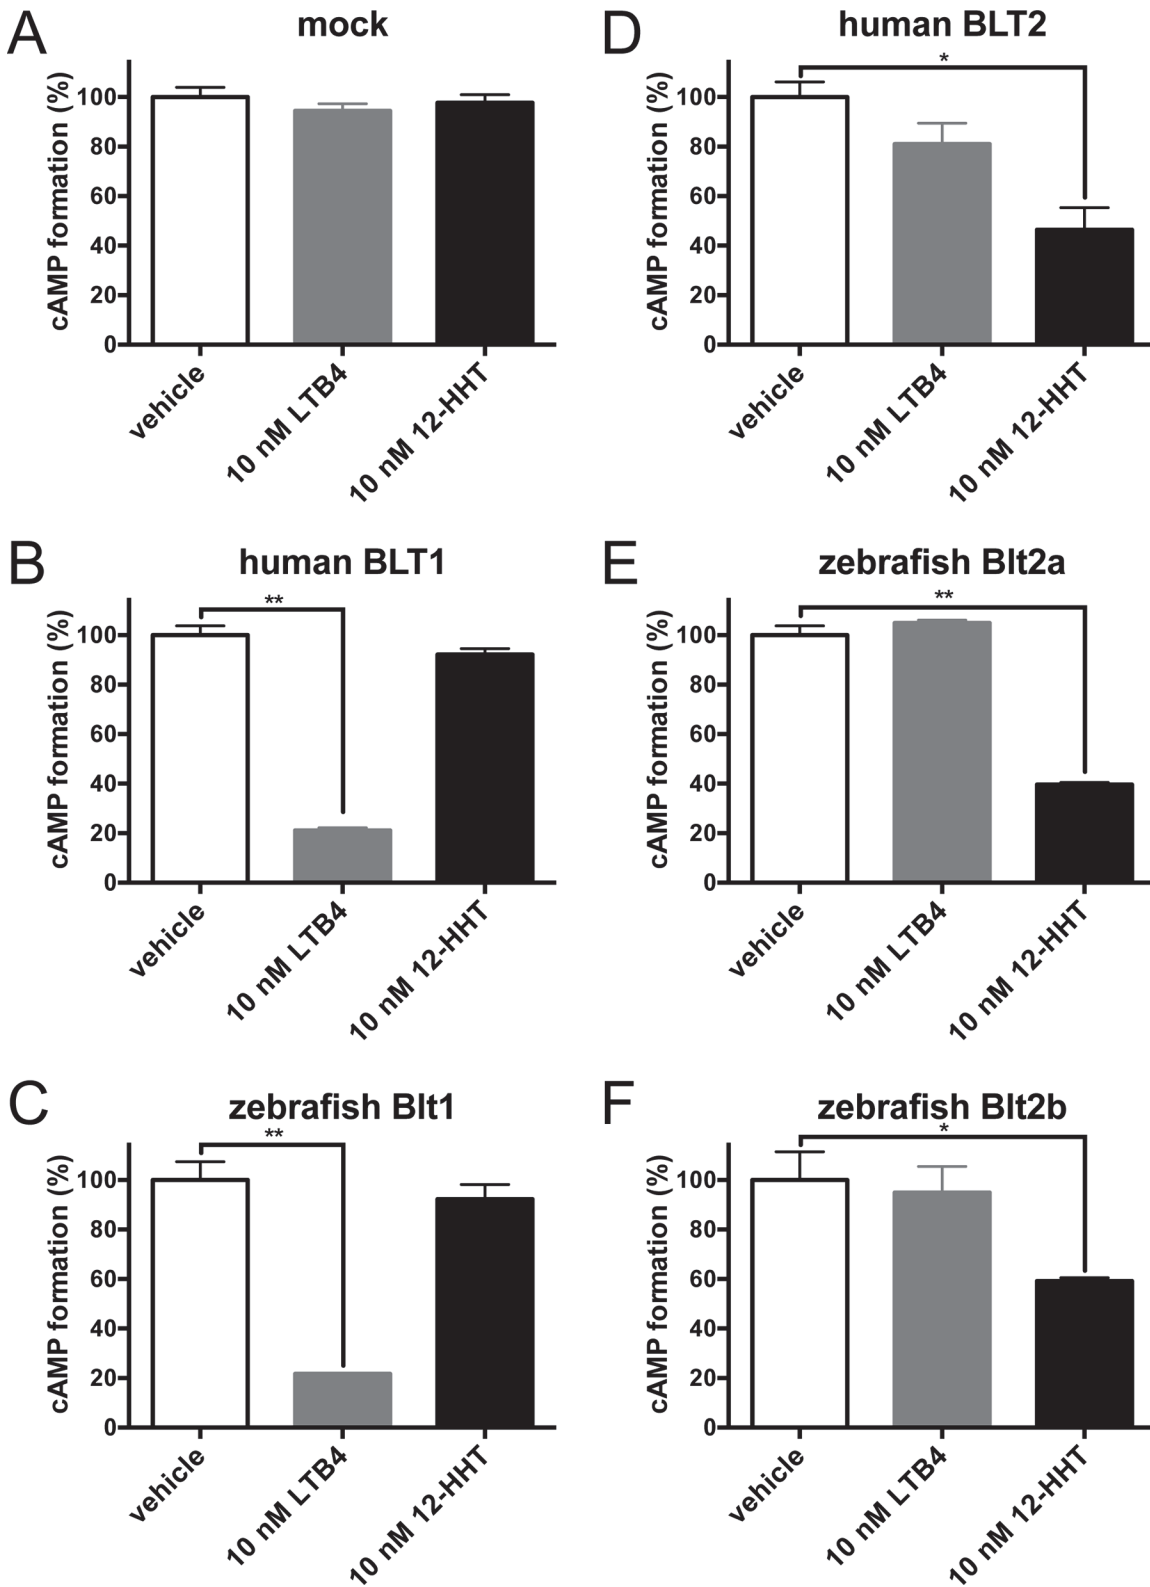 A
mock
cAMP formation (%)
100
80
60
40
20
0
vehicle
10 nM LTB4
10 nM 12-HHT
D
human BLT2
*
cAMP formation (%)
100
80
60
40
20
0
vehicle
10 nM LTB4
10 nM 12-HHT
B
human BLT1
**
cAMP formation (%)
100
80
60
40
20
0
vehicle
10 nM LTB4
10 nM 12-HHT
E
zebrafish Blt2a
**
cAMP formation (%)
100
80
60
40
20
0
vehicle
10 nM LTB4
10 nM 12-HHT
C
zebrafish Blt1
**
cAMP formation (%)
100
80
60
40
20
0
vehicle
10 nM LTB4
10 nM 12-HHT
F
zebrafish Blt2b
*
cAMP formation (%)
100
80
60
40
20
0
vehicle
10 nM LTB4
10 nM 12-HHT